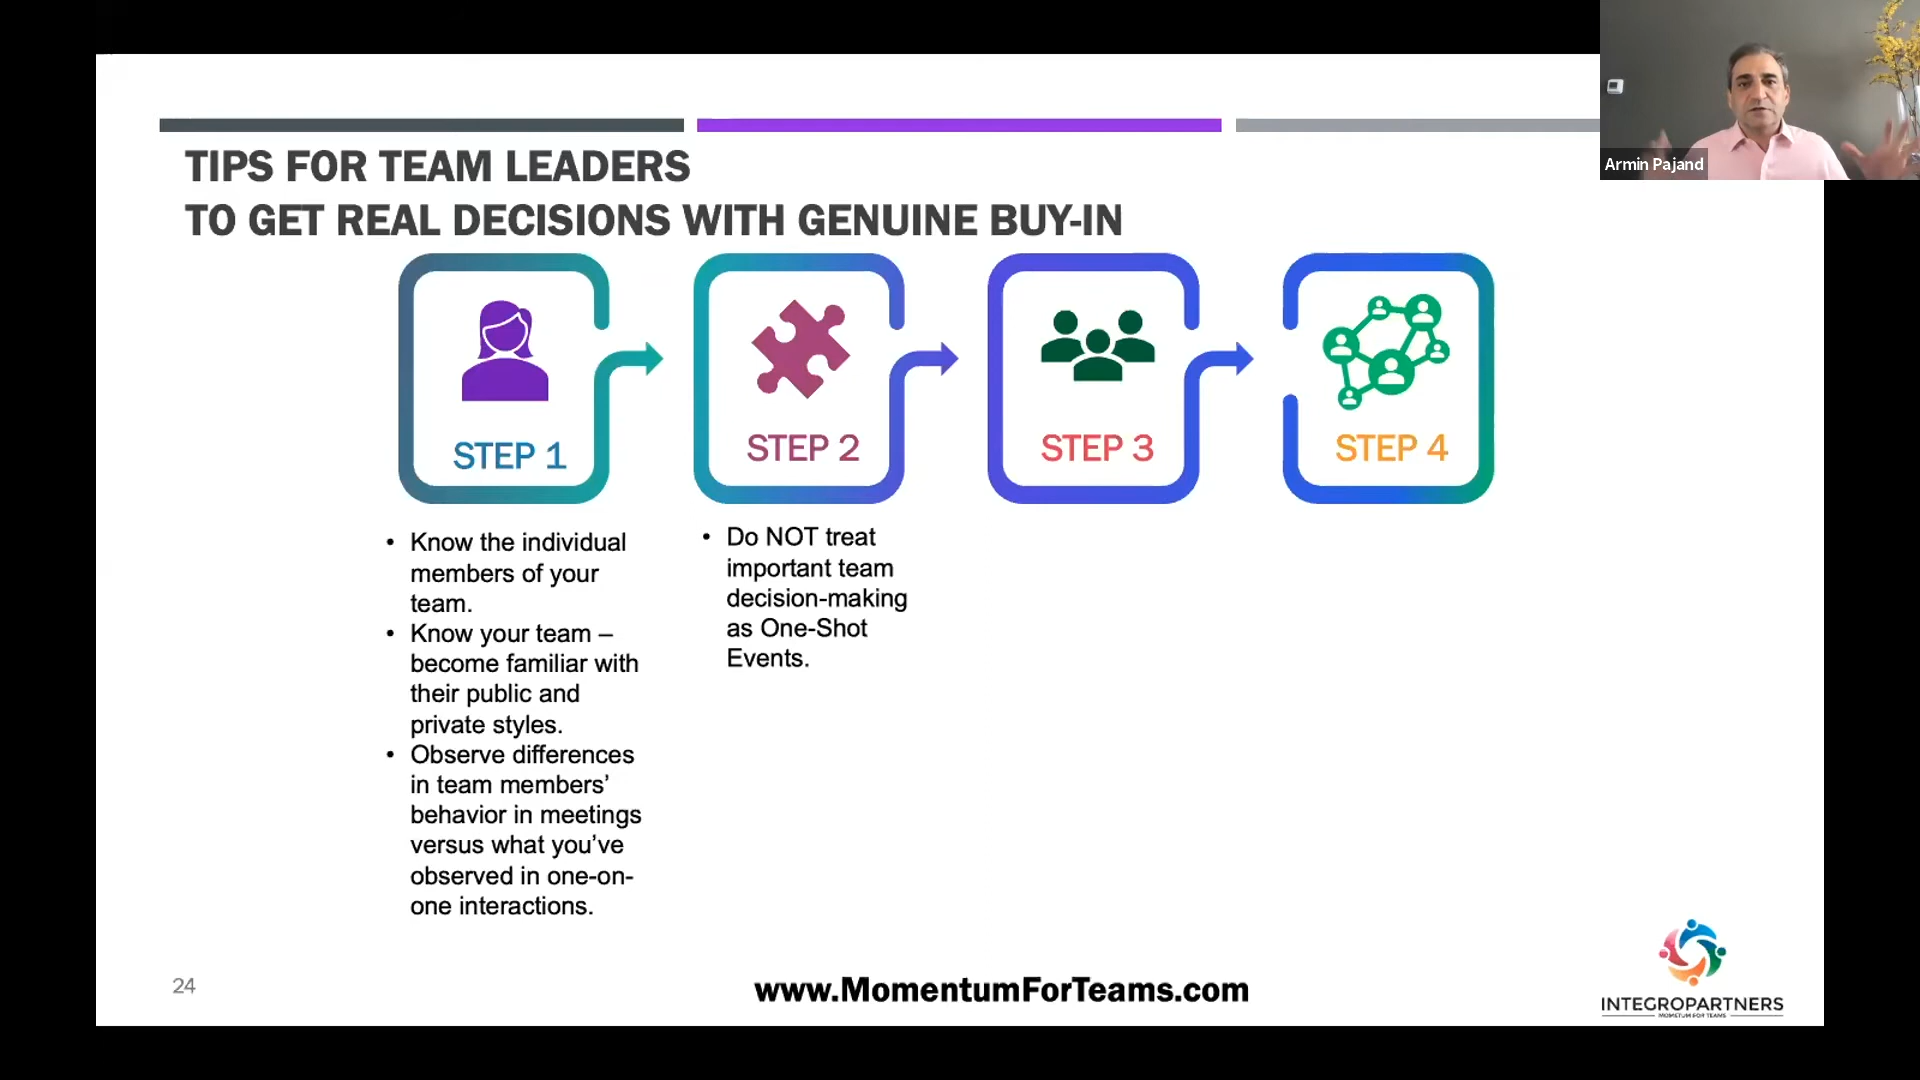 Armin Pajand
TIPS FOR TEAM LEADERS
TO GET REAL DECISIONS WITH GENUINE BUY-IN
STEP 1
STEP 2
STEP 3
STEP 4
• Know the individual
members of your
team.
• Know your team –
become familiar with
their public and
private styles.
• Observe differences
in team members’
behavior in meetings
versus what you’ve
observed in one-on-
one interactions.
• Do NOT treat
important team
decision-making
as One-Shot
Events.
24
www.MomentumForTeams.com
INTEGROPARTNERS
MOMETUM FOR TEAMS